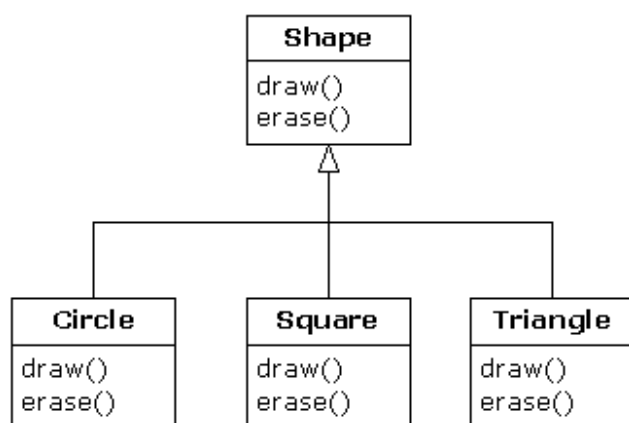 Shape
draw()
erase()
Circle
draw()
erase()
Square
draw()
erase()
Triangle
draw()
erase()